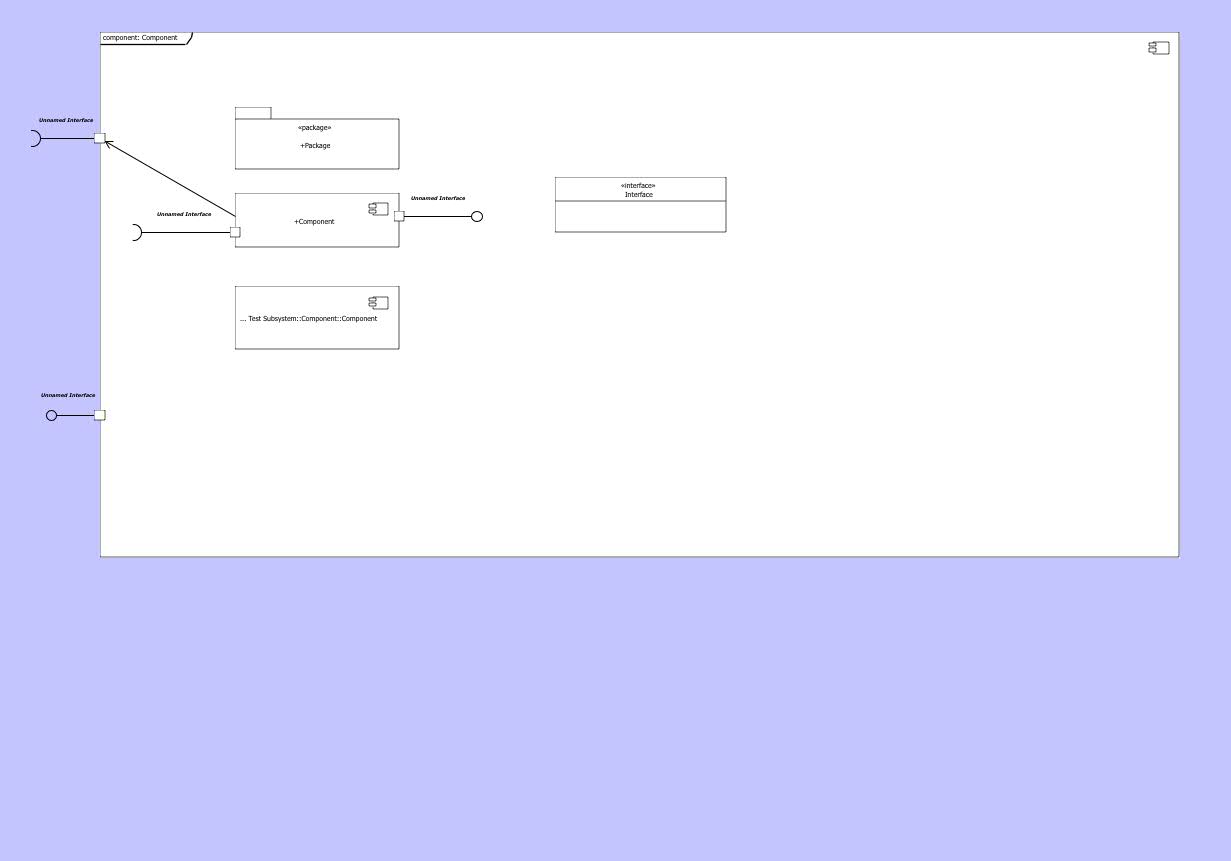 component: Component
Unnamed Interface
«package»
+Package
Unnamed Interface
+Component
Unnamed Interface
«interface»
Interface
... Test Subsystem::Component::Component
Unnamed Interface